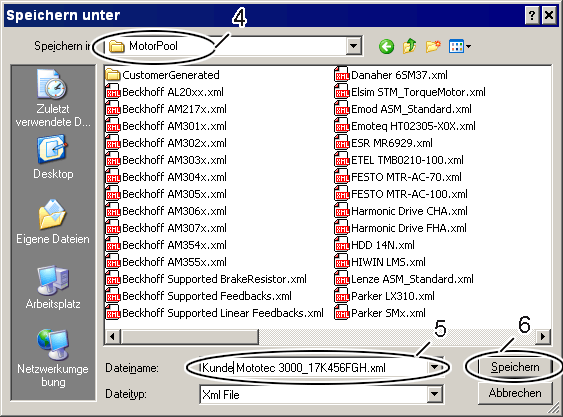 Speichern unter
4
Speichern in
MotorPool
Zuletzt
verwendete D...
Desktop
Eigene Dateien
Arbeitsplatz
Netzwerkumge
bung
CustomerGenerated
Beckhoff AL20xx.xml
Beckhoff AM217x.xml
Beckhoff AM301x.xml
Beckhoff AM302x.xml
Beckhoff AM303x.xml
Beckhoff AM304x.xml
Beckhoff AM305x.xml
Beckhoff AM306x.xml
Beckhoff AM307x.xml
Beckhoff AM354x.xml
Beckhoff AM355x.xml
Beckhoff Supported BrakeResistor.xml
Beckhoff Supported Feedbacks.xml
Beckhoff Supported Linear Feedbacks.xml
Danaher 6SM37.xml
Elsim STM_TorqueMotor.xml
Emod ASM_Standard.xml
Emoteq HT02305-X0X.xml
ESR MR6929.xml
ETEL TMB0210-100.xml
FESTO MTR-AC-70.xml
FESTO MTR-AC-100.xml
Harmonic Drive CHA.xml
Harmonic Drive FHA.xml
HDD 14N.xml
HIWIN LMS.xml
Lenze ASM_Standard.xml
Parker LX310.xml
Parker SMx.xml
5
6
Dateiname:
Kunde Mototec 3000_17K456FGH.xml
Speichern
Dateityp:
Xml File
Abbrechen